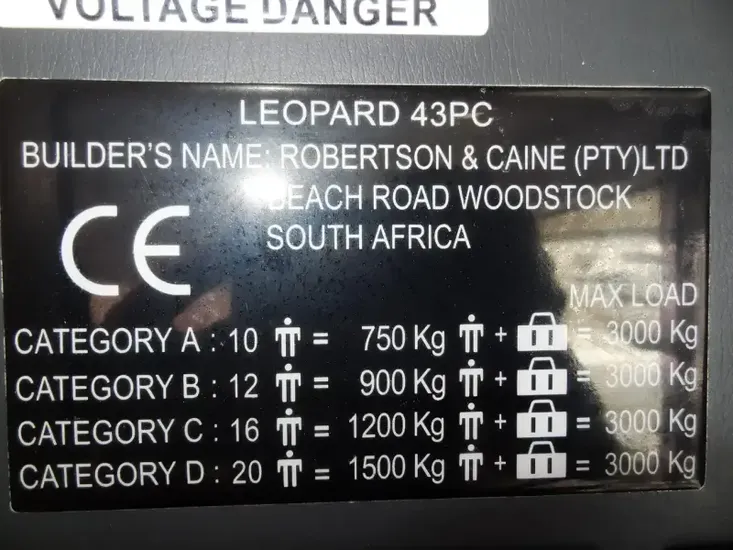 VOLTAGE DANGER
LEOPARD 43PC
BUILDER'S NAME: ROBERTSON & CAINE (PTY)LTD
BEACH ROAD WOODSTOCK
SOUTH AFRICA
CE
MAX LOAD
CATEGORY A : 10 = 750 Kg + = 3000 Kg
CATEGORY B : 12 = 900 Kg + = 3000 Kg
CATEGORY C : 16 = 1200 Kg + = 3000 Kg
CATEGORY D : 20 = 1500 Kg + = 3000 Kg